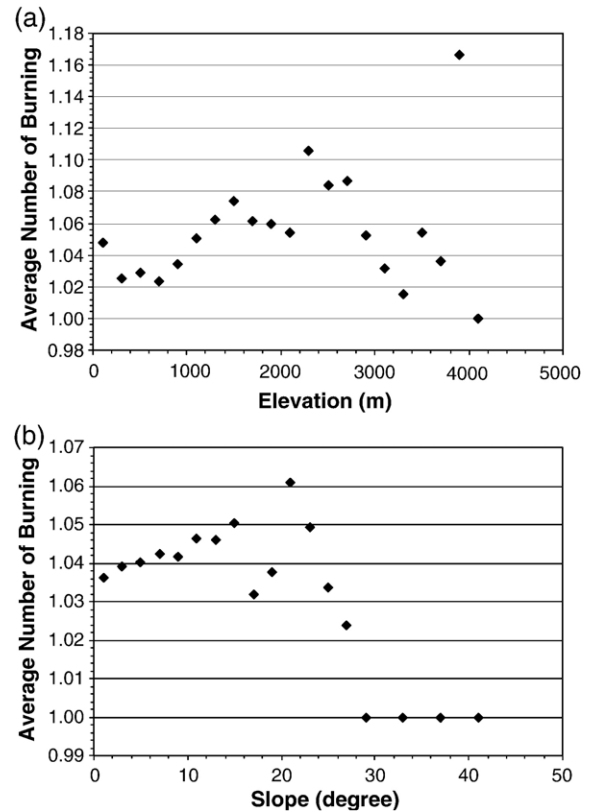 (a)
1.18
1.16
1.14
1.12
1.10
1.08
1.06
1.04
1.02
1.00
0.98
Average Number of Burning
0 1000 2000 3000 4000 5000
Elevation (m)
(b)
1.07
1.06
1.05
1.04
1.03
1.02
1.01
1.00
0.99
Average Number of Burning
0 10 20 30 40 50
Slope (degree)